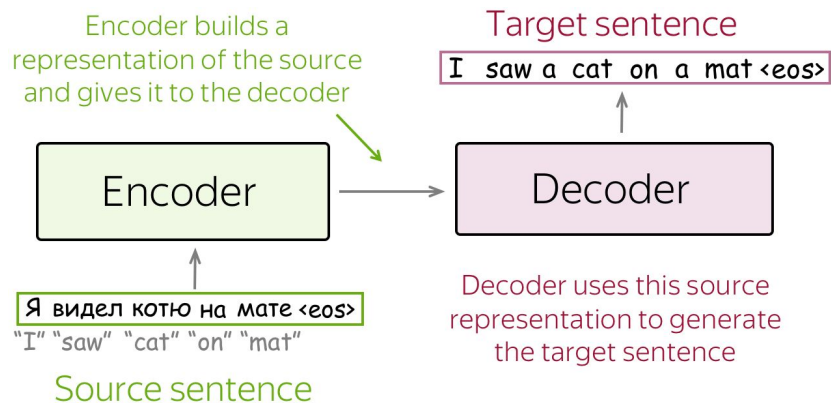 Encoder builds a
representation of the source
and gives it to the decoder
Target sentence
I saw a cat on a mat <eos>
Encoder
Decoder
Я видел котю на мате <eos>
"I" "saw" "cat" "on" "mat"
Source sentence
Decoder uses this source
representation to generate
the target sentence